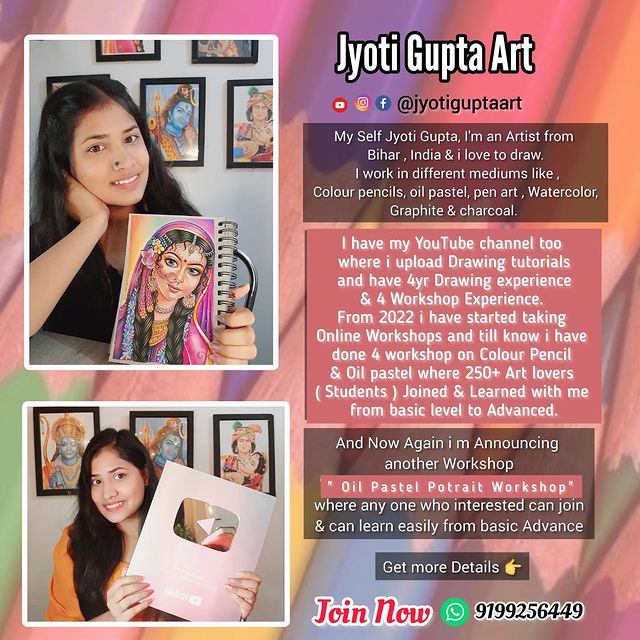 Jyoti Gupta Art
@jyotiguptaart
My Self Jyoti Gupta, I'm an Artist from
Bihar , India & i love to draw.
I work in different mediums like ,
Colour pencils, oil pastel, pen art , Watercolor,
Graphite & charcoal.
I have my YouTube channel too
where i upload Drawing tutorials
and have 4yr Drawing experience
& 4 Workshop Experience.
From 2022 i have started taking
Online Workshops and till know i have
done 4 workshop on Colour Pencil
& Oil pastel where 250+ Art lovers
( Students ) Joined & Learned with me
from basic level to Advanced.
And Now Again i m Announcing
another Workshop
" Oil Pastel Potrait Workshop"
where any one who interested can join
& can learn easily from basic Advance
Get more Details 👉
Join Now 9199256449